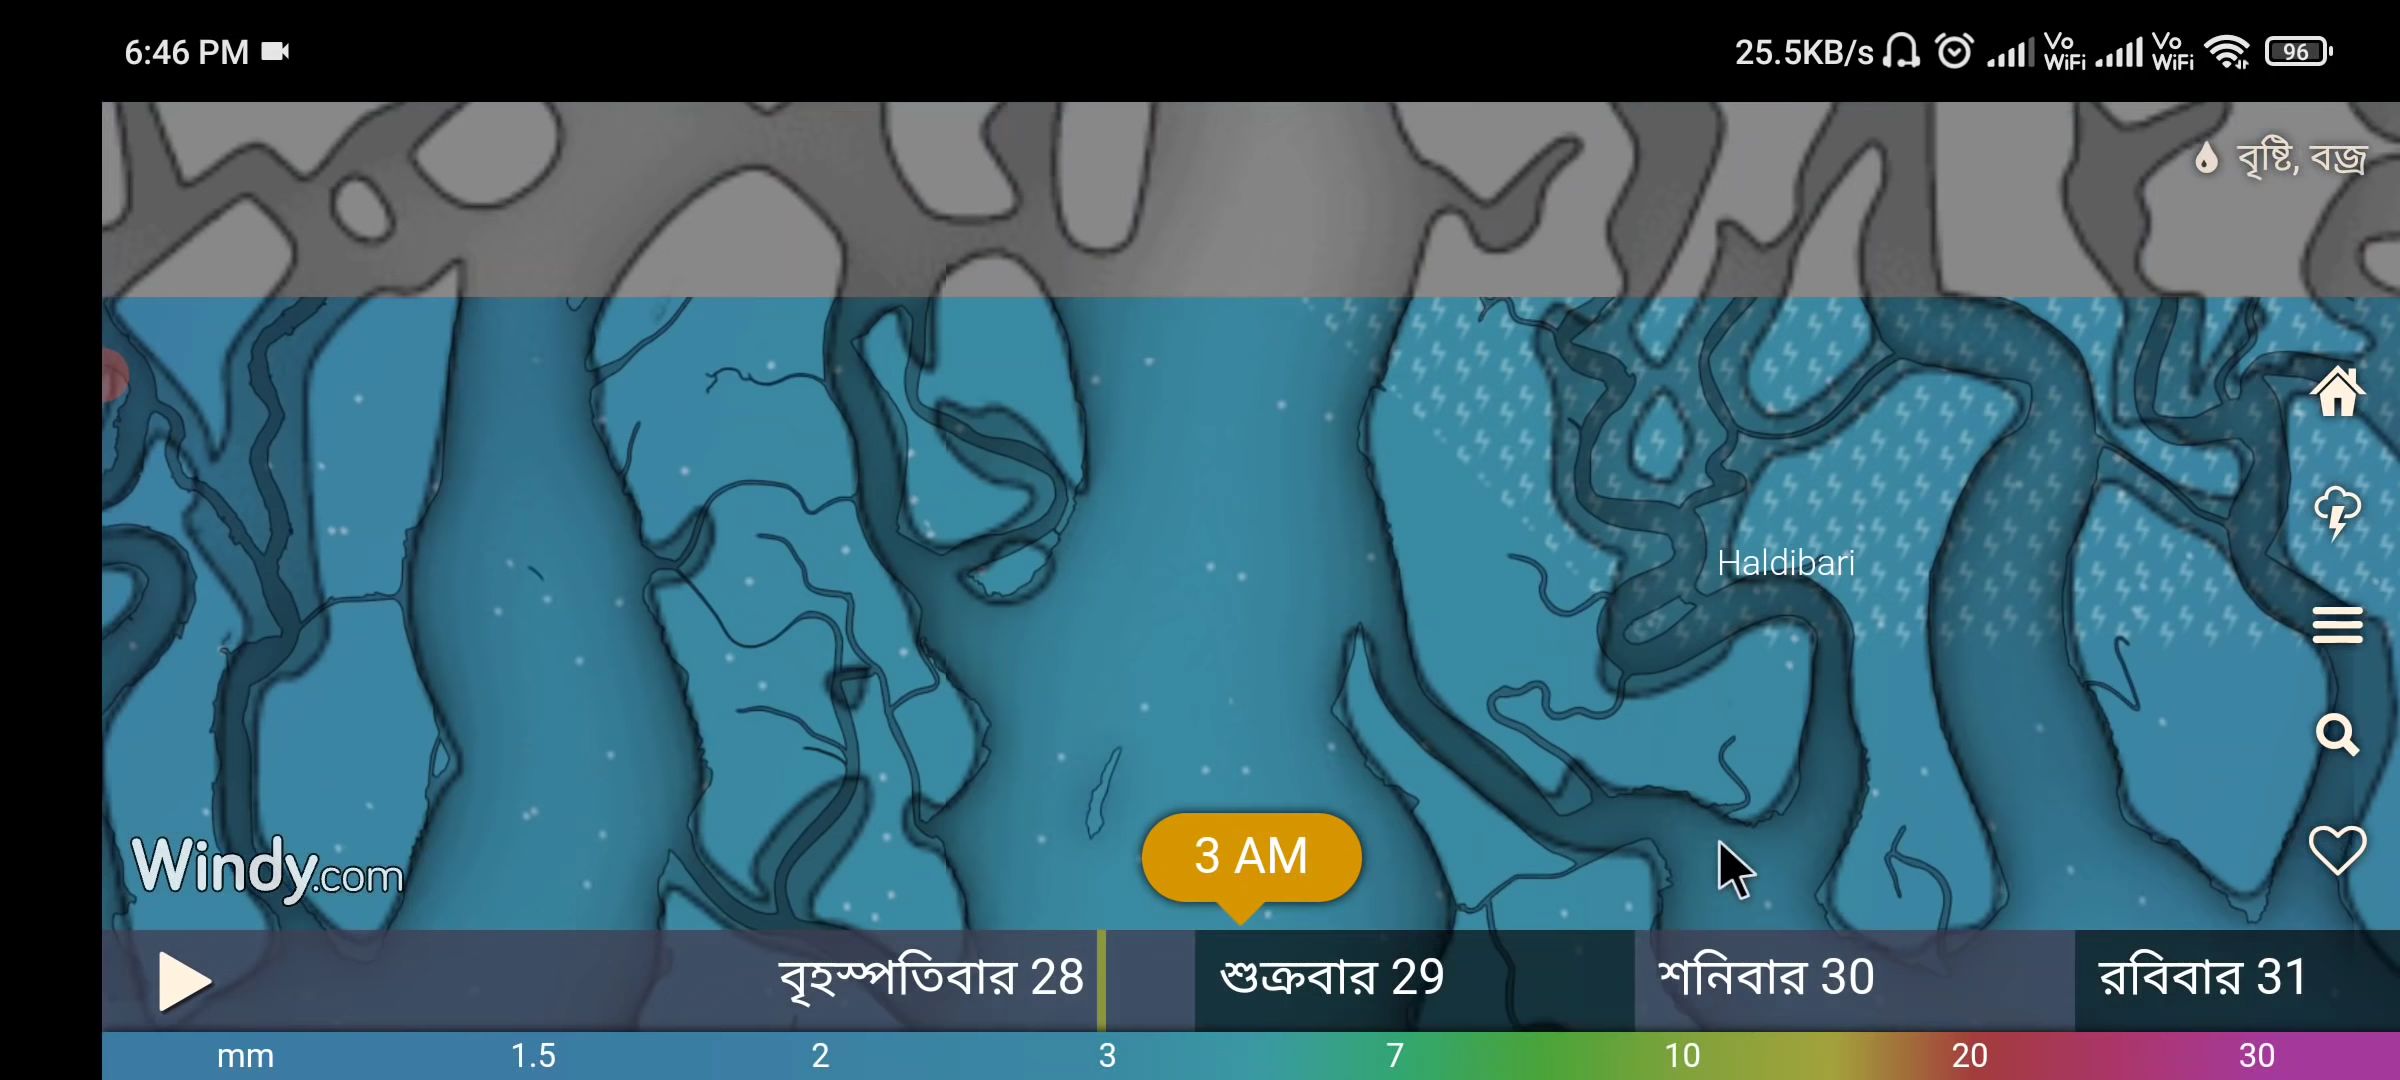 6:46 PM
25.5KB/s Vo WiFi Vo WiFi 96
বৃষ্টি, বজ্র
Haldibari
3 AM
Windy.com
বৃহস্পতিবার 28 শুক্রবার 29 শনিবার 30 রবিবার 31
mm 1.5 2 3 7 10 20 30